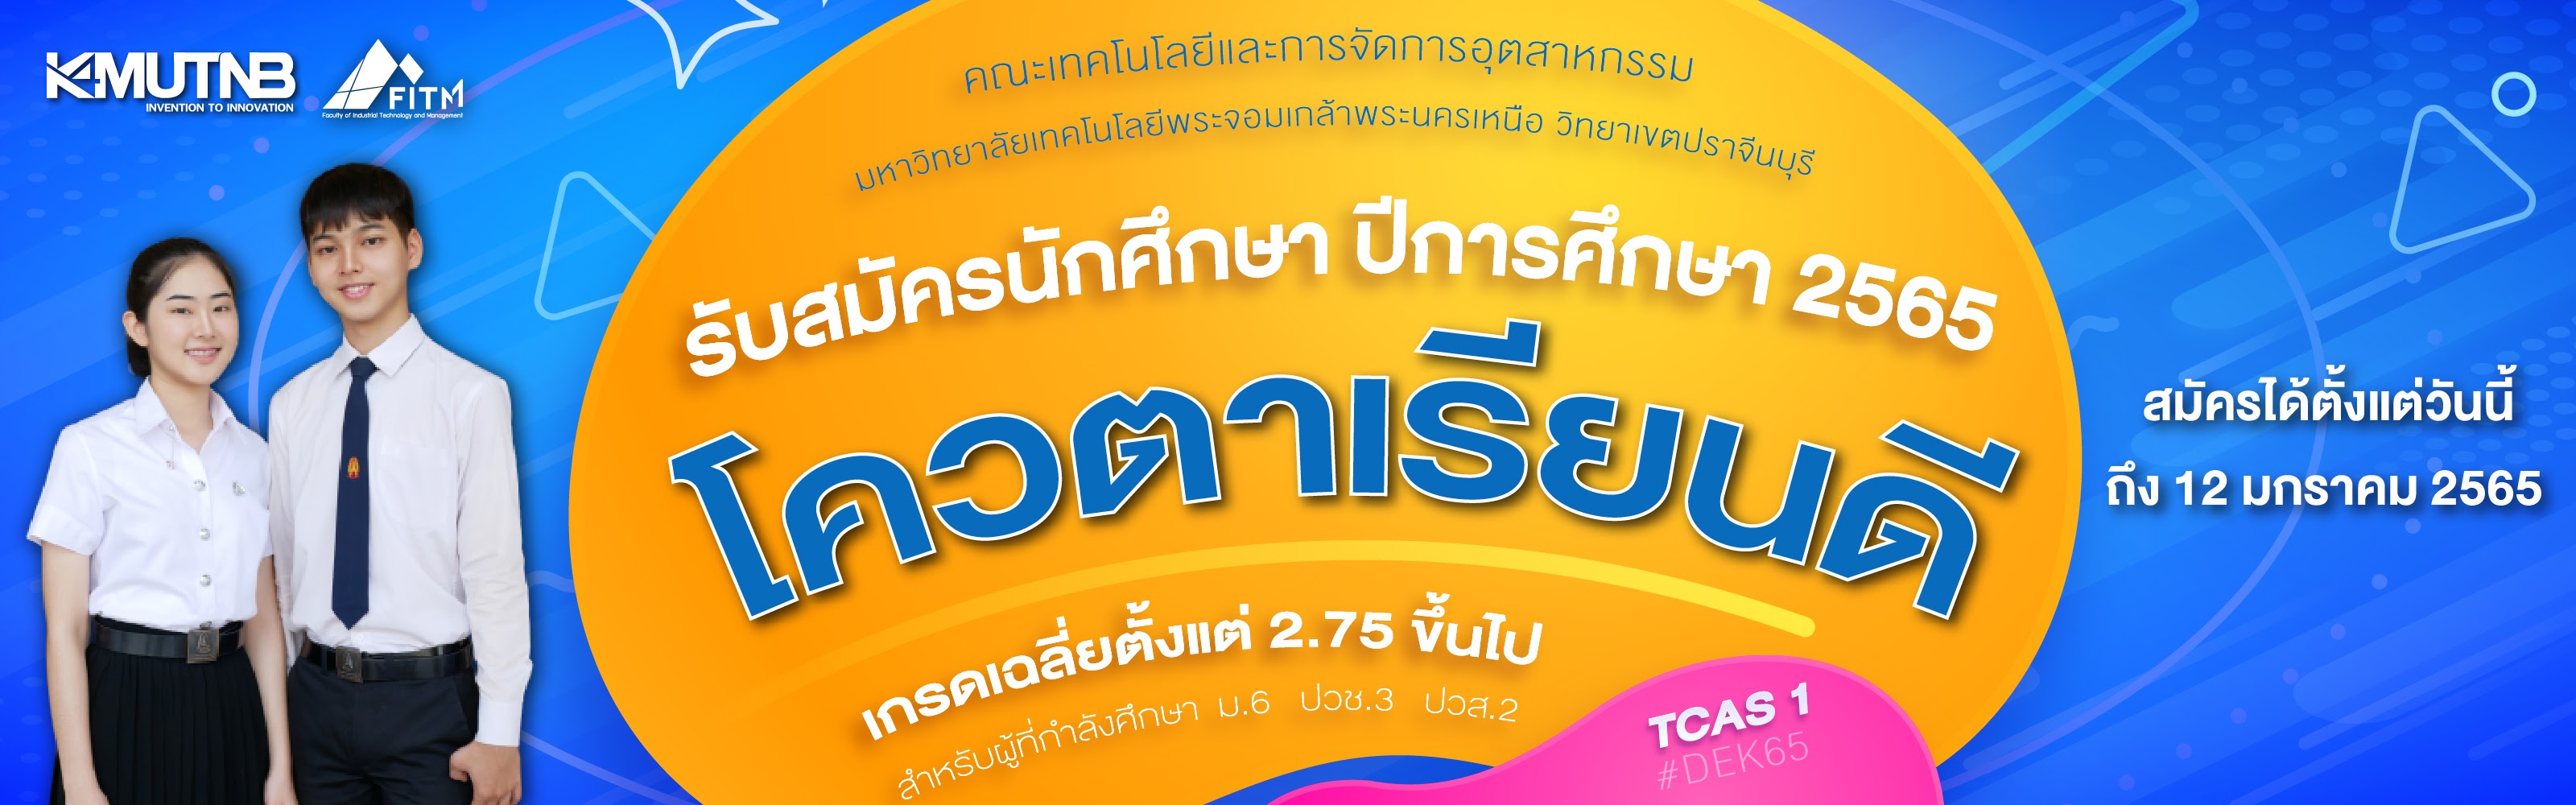 KMUTNB
INVENTION TO INNOVATION
FITM
Faculty of Industrial Technology and Management
คณะเทคโนโลยีและการจัดการอุตสาหกรรม
มหาวิทยาลัยเทคโนโลยีพระจอมเกล้าพระนครเหนือ วิทยาเขตปราจีนบุรี
รับสมัครนักศึกษา ปีการศึกษา 2565
โควตาเรียนดี
เกรดเฉลี่ยตั้งแต่ 2.75 ขึ้นไป
สำหรับผู้ที่กำลังศึกษา ม.6 ปวช.3 ปวส.2
TCAS 1
#DEK65
สมัครได้ตั้งแต่วันนี้
ถึง 12 มกราคม 2565